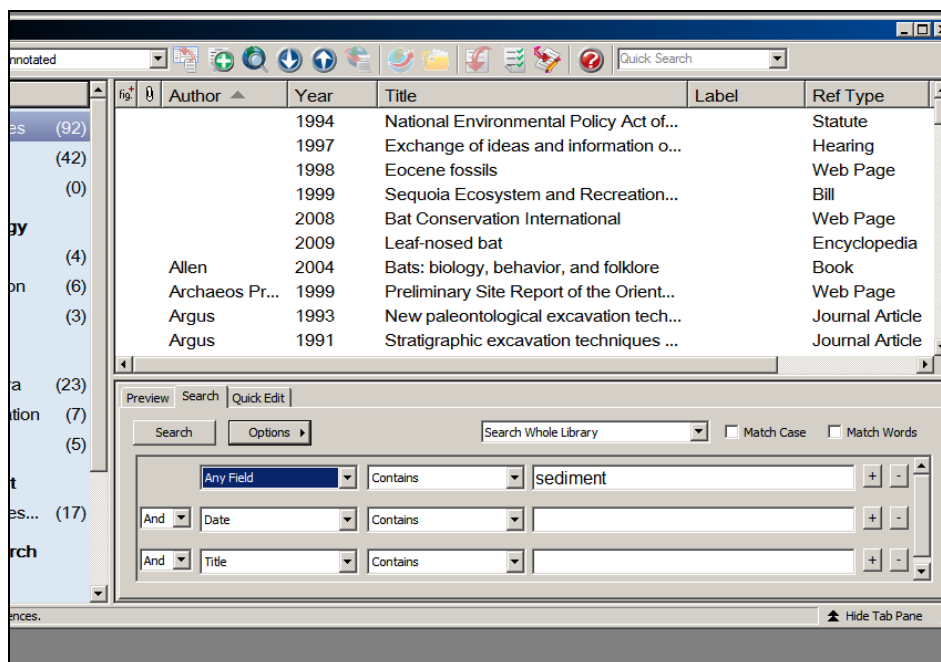 nnotated Quick Search
fig. Author Year Title Label Ref Type
es (92)
(42)
(0)
gy
(4)
on (6)
(3)
ra (23)
ation (7)
(5)
t
es... (17)
rch
1994 National Environmental Policy Act of... Statute
1997 Exchange of ideas and information o... Hearing
1998 Eocene fossils Web Page
1999 Sequoia Ecosystem and Recreation... Bill
2008 Bat Conservation International Web Page
2009 Leaf-nosed bat Encyclopedia
Allen 2004 Bats: biology, behavior, and folklore Book
Archaeos Pr... 1999 Preliminary Site Report of the Orient... Web Page
Argus 1993 New paleontological excavation tech... Journal Article
Argus 1991 Stratigraphic excavation techniques ... Journal Article
Preview Search Quick Edit
Search Options Search Whole Library Match Case Match Words
Any Field Contains sediment + -
And Date Contains + -
And Title Contains + -
ences. Hide Tab Pane